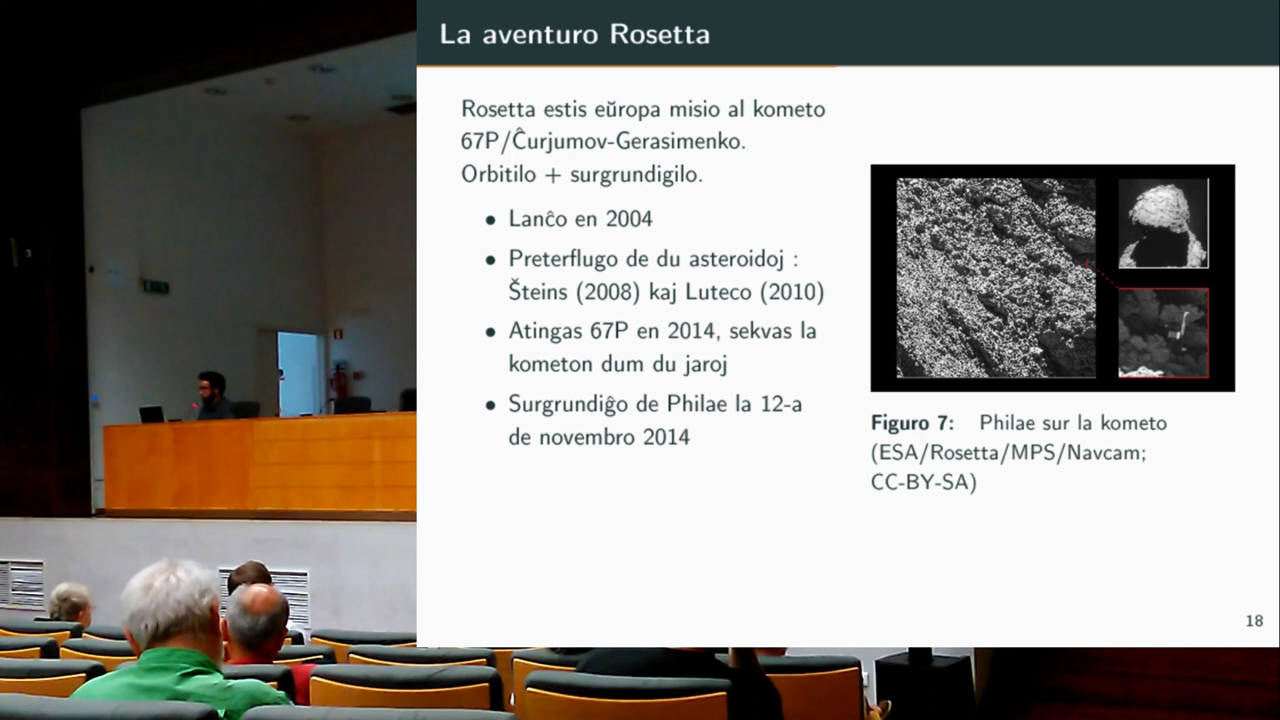 La aventuro Rosetta
Rosetta estis eŭropa misio al kometo
67P/Ĉurjumov-Gerasimenko.
Orbitilo + surgrundigilo.
• Lanĉo en 2004
• Preterflugo de du asteroidoj :
Šteins (2008) kaj Luteco (2010)
• Atingas 67P en 2014, sekvas la
kometon dum du jaroj
• Surgrundiĝo de Philae la 12-a
de novembro 2014
Figuro 7: Philae sur la kometo
(ESA/Rosetta/MPS/Navcam;
CC-BY-SA)
18